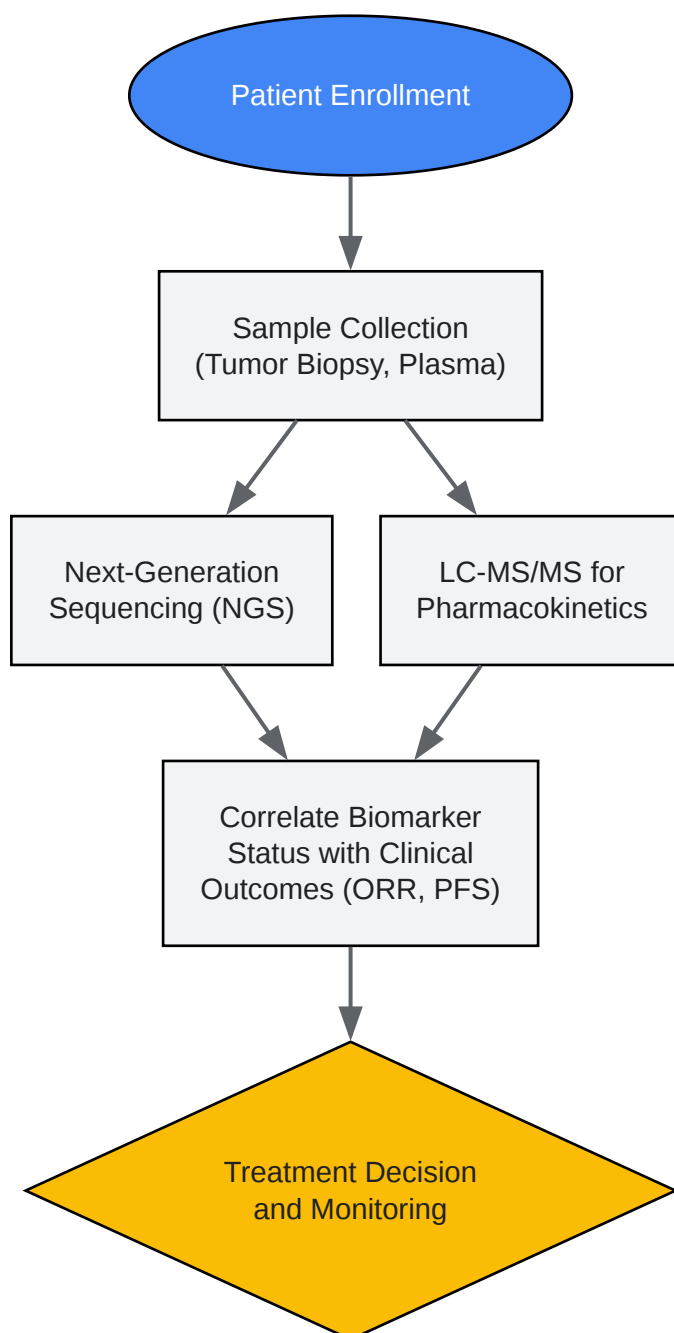 Patient Enrollment
Sample Collection
(Tumor Biopsy, Plasma)
Next-Generation
Sequencing (NGS)
LC-MS/MS for
Pharmacokinetics
Correlate Biomarker
Status with Clinical
Outcomes (ORR, PFS)
Treatment Decision
and Monitoring